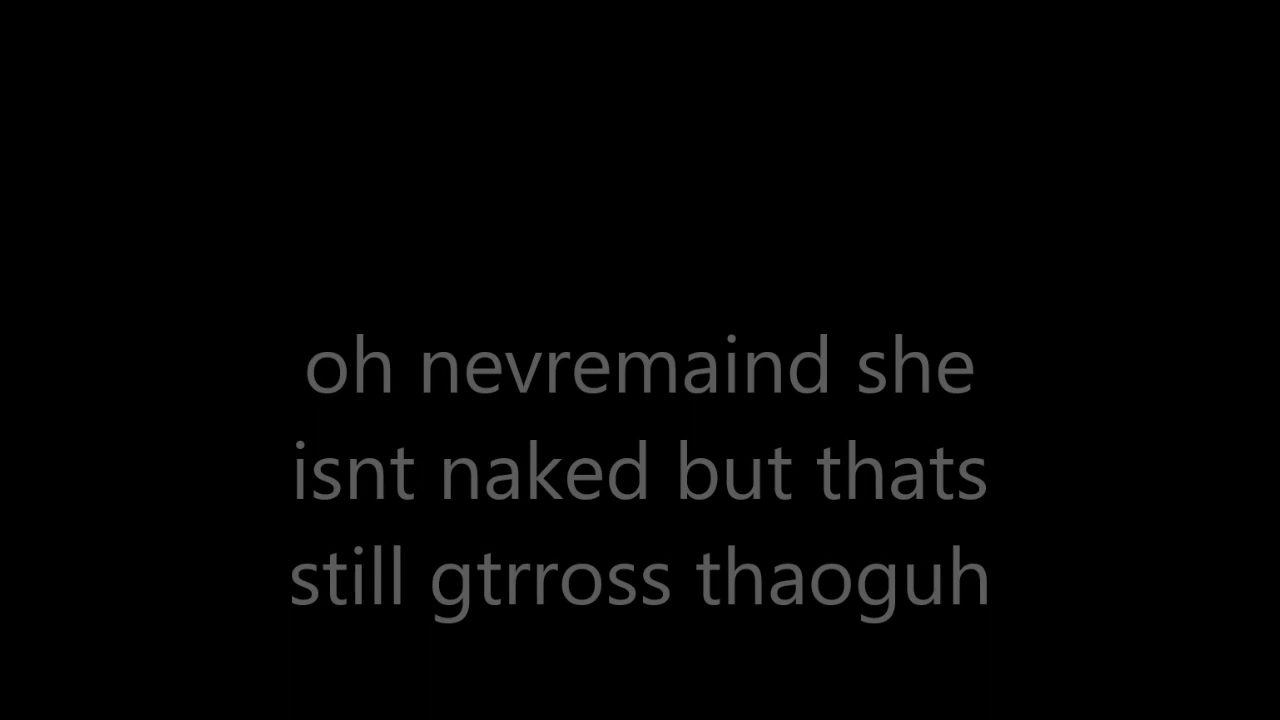 oh nevremaind she
isnt naked but thats
still gtrross thaoguh